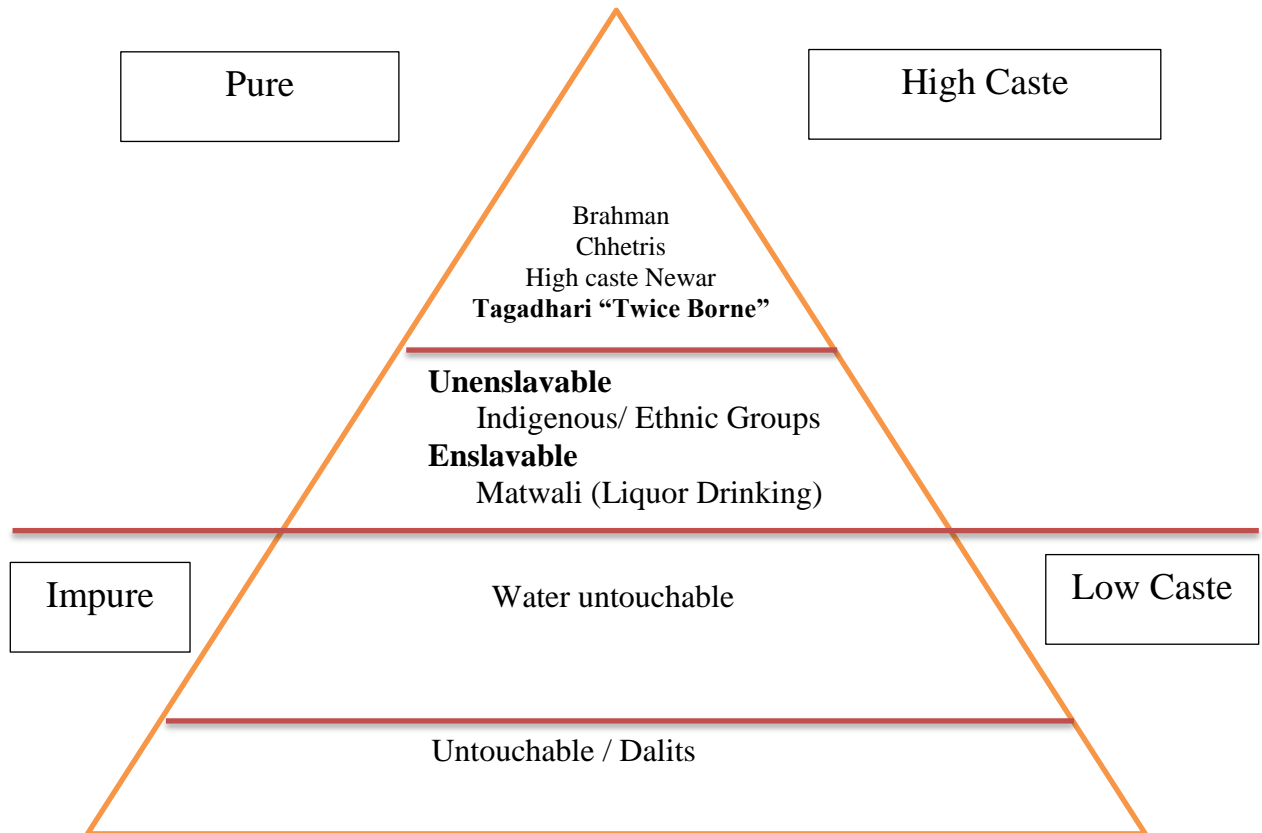 Pure
High Caste
Brahman
Chhetris
High caste Newar
Tagadhari “Twice Borne”
Unenslavable
Indigenous/ Ethnic Groups
Enslavable
Matwali (Liquor Drinking)
Impure
Water untouchable
Low Caste
Untouchable / Dalits